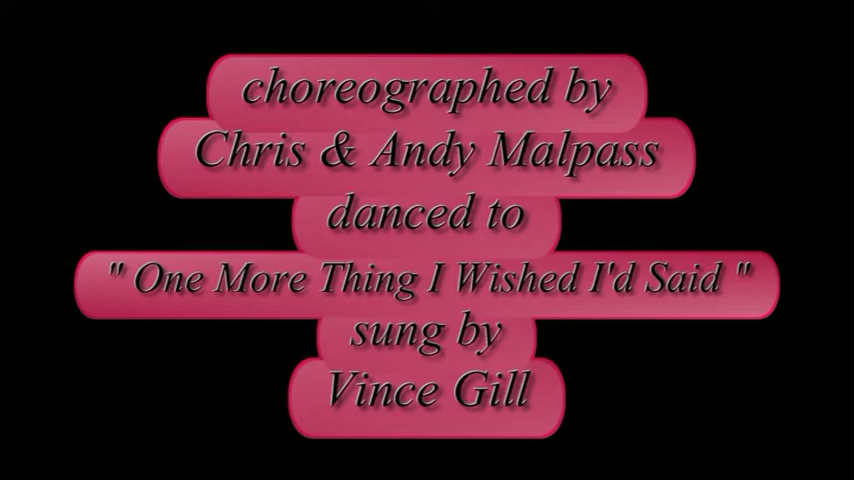 choreographed by
Chris & Andy Malpass
danced to
" One More Thing I Wished I'd Said "
sung by
Vince Gill